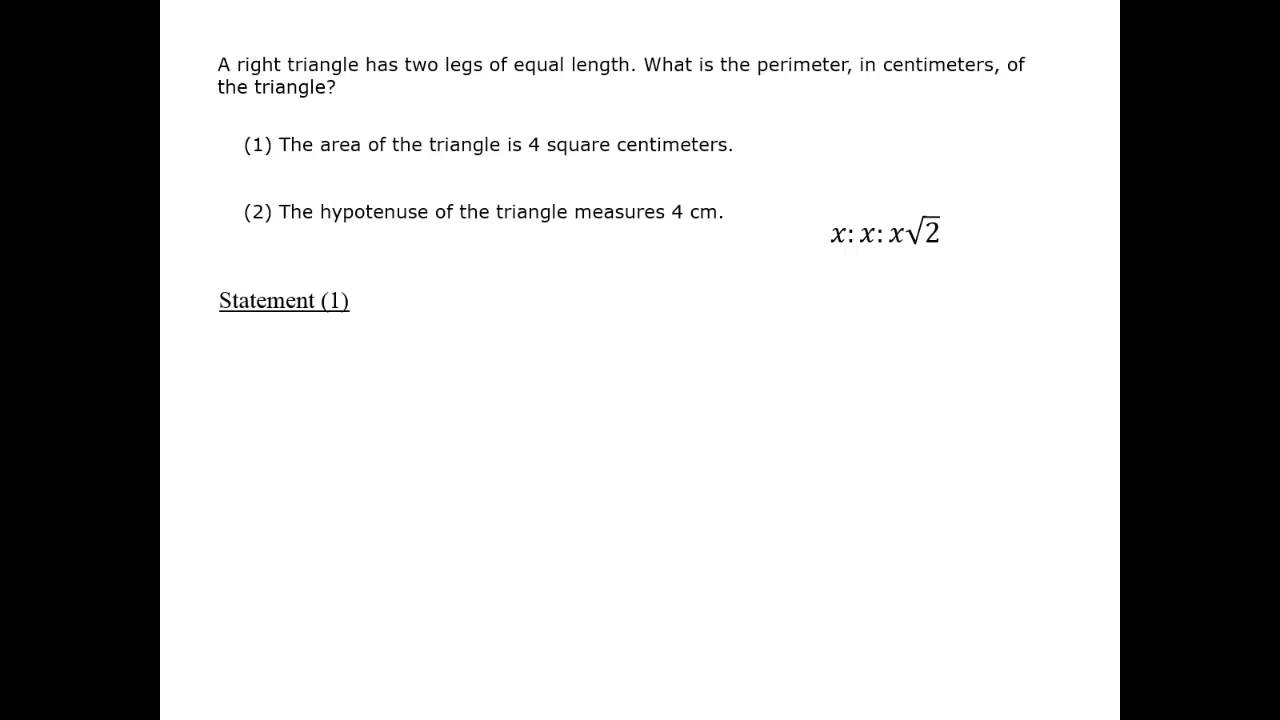 A right triangle has two legs of equal length. What is the perimeter, in centimeters, of
the triangle?
(1) The area of the triangle is 4 square centimeters.
(2) The hypotenuse of the triangle measures 4 cm.
x: x: x√2
Statement (1)